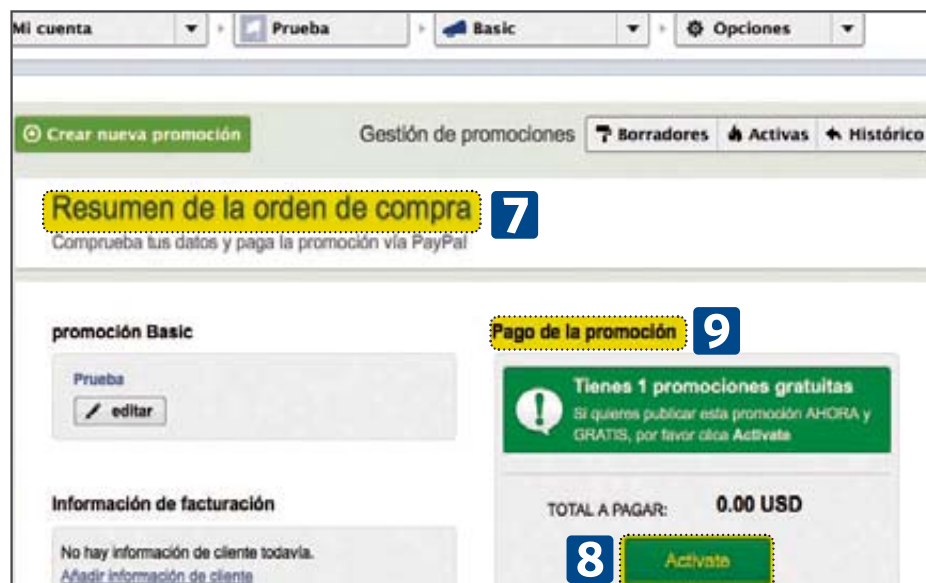 Mi cuenta
Prueba
Basic
Opciones
Crear nueva promoción
Gestión de promociones
Borradores
Activas
Histórico
Resumen de la orden de compra
7
Comprueba tus datos y paga la promoción vía PayPal
promoción Basic
Prueba
editar
Pago de la promoción
9
Tienes 1 promociones gratuitas
Si quieres publicar esta promoción AHORA y
GRATIS, por favor clica Activate
Información de facturación
No hay información de cliente todavía.
Añadir información de cliente
TOTAL A PAGAR: 0.00 USD
8
Activate